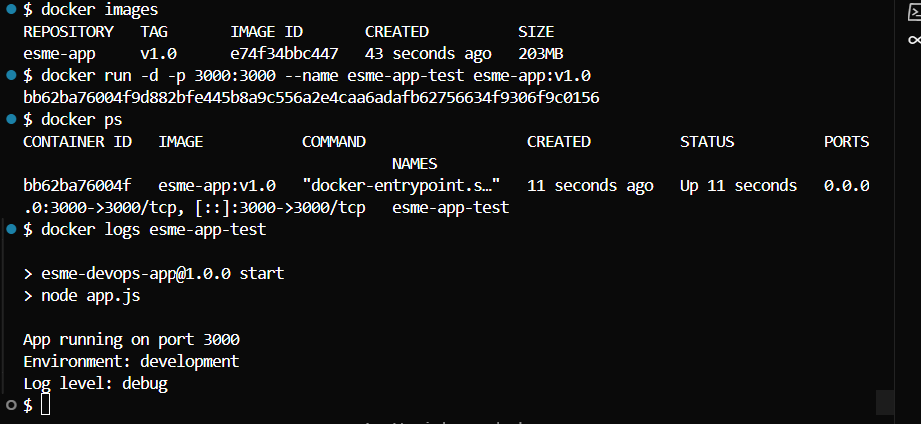 $ docker images
REPOSITORY   TAG       IMAGE ID       CREATED          SIZE
esme-app     v1.0      e74f34bbc447   43 seconds ago   203MB
$ docker run -d -p 3000:3000 --name esme-app-test esme-app:v1.0
bb62ba76004f9d882bfe445b8a9c556a2e4caa6adafb62756634f9306f9c0156
$ docker ps
CONTAINER ID   IMAGE           COMMAND                  CREATED          STATUS          PORTS
                                         NAMES
bb62ba76004f   esme-app:v1.0   "docker-entrypoint.s…"   11 seconds ago   Up 11 seconds   0.0.0
.0:3000->3000/tcp, [::]:3000->3000/tcp   esme-app-test
$ docker logs esme-app-test
> esme-devops-app@1.0.0 start
> node app.js
App running on port 3000
Environment: development
Log level: debug
$